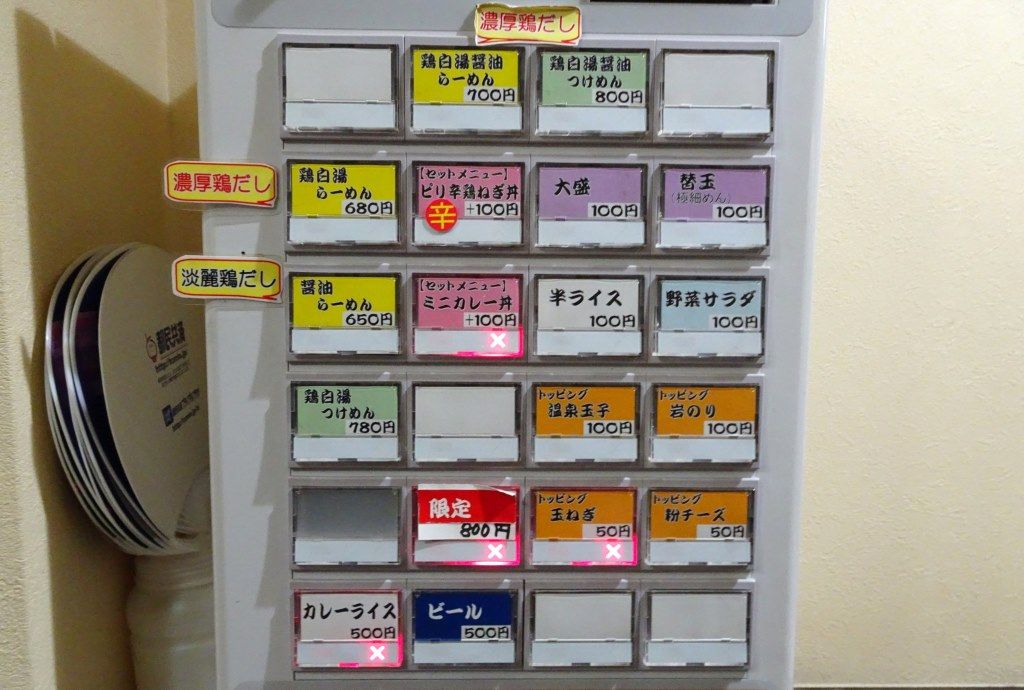 濃厚鶏だし
鶏白湯醤油
らーめん
700円
鶏白湯醤油
つけめん
800円
濃厚鶏だし
鶏白湯
らーめん
680円
【セットメニュー】
ピリ辛鶏ねぎ丼
辛
+100円
大盛
100円
替玉
(極細めん)
100円
淡麗鶏だし
醤油
らーめん
650円
【セットメニュー】
ミニカレー丼
+100円
×
半ライス
100円
野菜サラダ
100円
鶏白湯
つけめん
780円
トッピング
温泉玉子
100円
トッピング
岩のり
100円
限定
800円
×
トッピング
玉ねぎ
50円
×
トッピング
粉チーズ
50円
カレーライス
500円
×
ビール
500円
都民共済